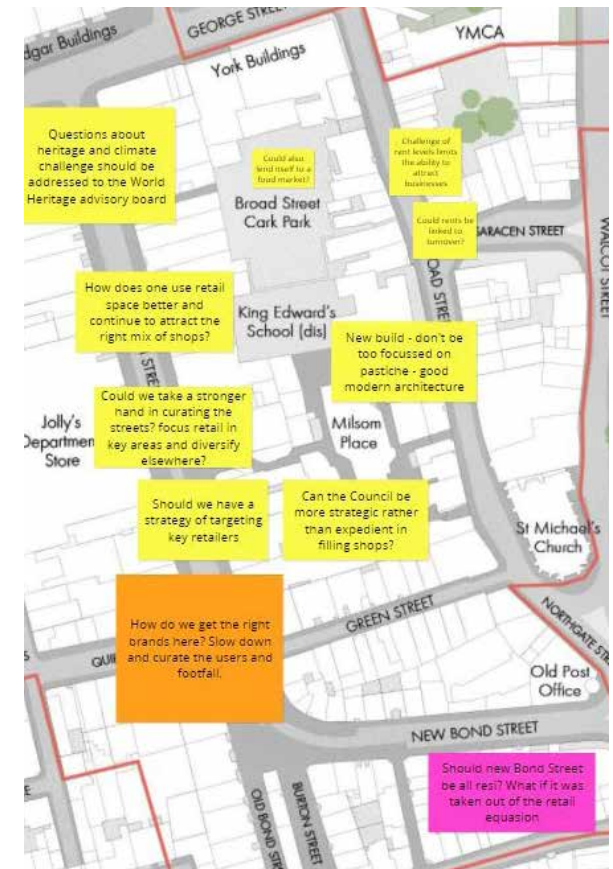 GEORGE STREET
dgar Buildings
YMCA
York Buildings
Questions about
heritage and climate
challenge should be
addressed to the World
Heritage advisory board
Could also
lend itself to a
food market?
Challenge of
rent levels limits
the ability to
attract
businesses
Broad Street
Cark Park
Could rents be
linked to
turnover?
ARACEN STREET
WALCO STREET
OAD STRE
How does one use retail
space better and
continue to attract the
right mix of shops?
King Edward's
School (dis)
New build - don't be
too focussed on
pastiche - good
modern architecture
STRE
Could we take a stronger
hand in curating the
streets? focus retail in
key areas and diversify
elsewhere?
Jolly's
Departmen
Store
Milsom
Place
Should we have a
strategy of targeting
key retailers
Can the Council be
more strategic rather
than expedient in
filling shops?
St Michael's
Church
How do we get the right
brands here? Slow down
and curate the users and
footfall.
GREEN STREET
NORTHGATE STR
QUI
Old Post
Office
NEW BOND STREET
Should new Bond Street
be all resi? What if it was
taken out of the retail
equasion
OLD BOND ST
BURTON STREET